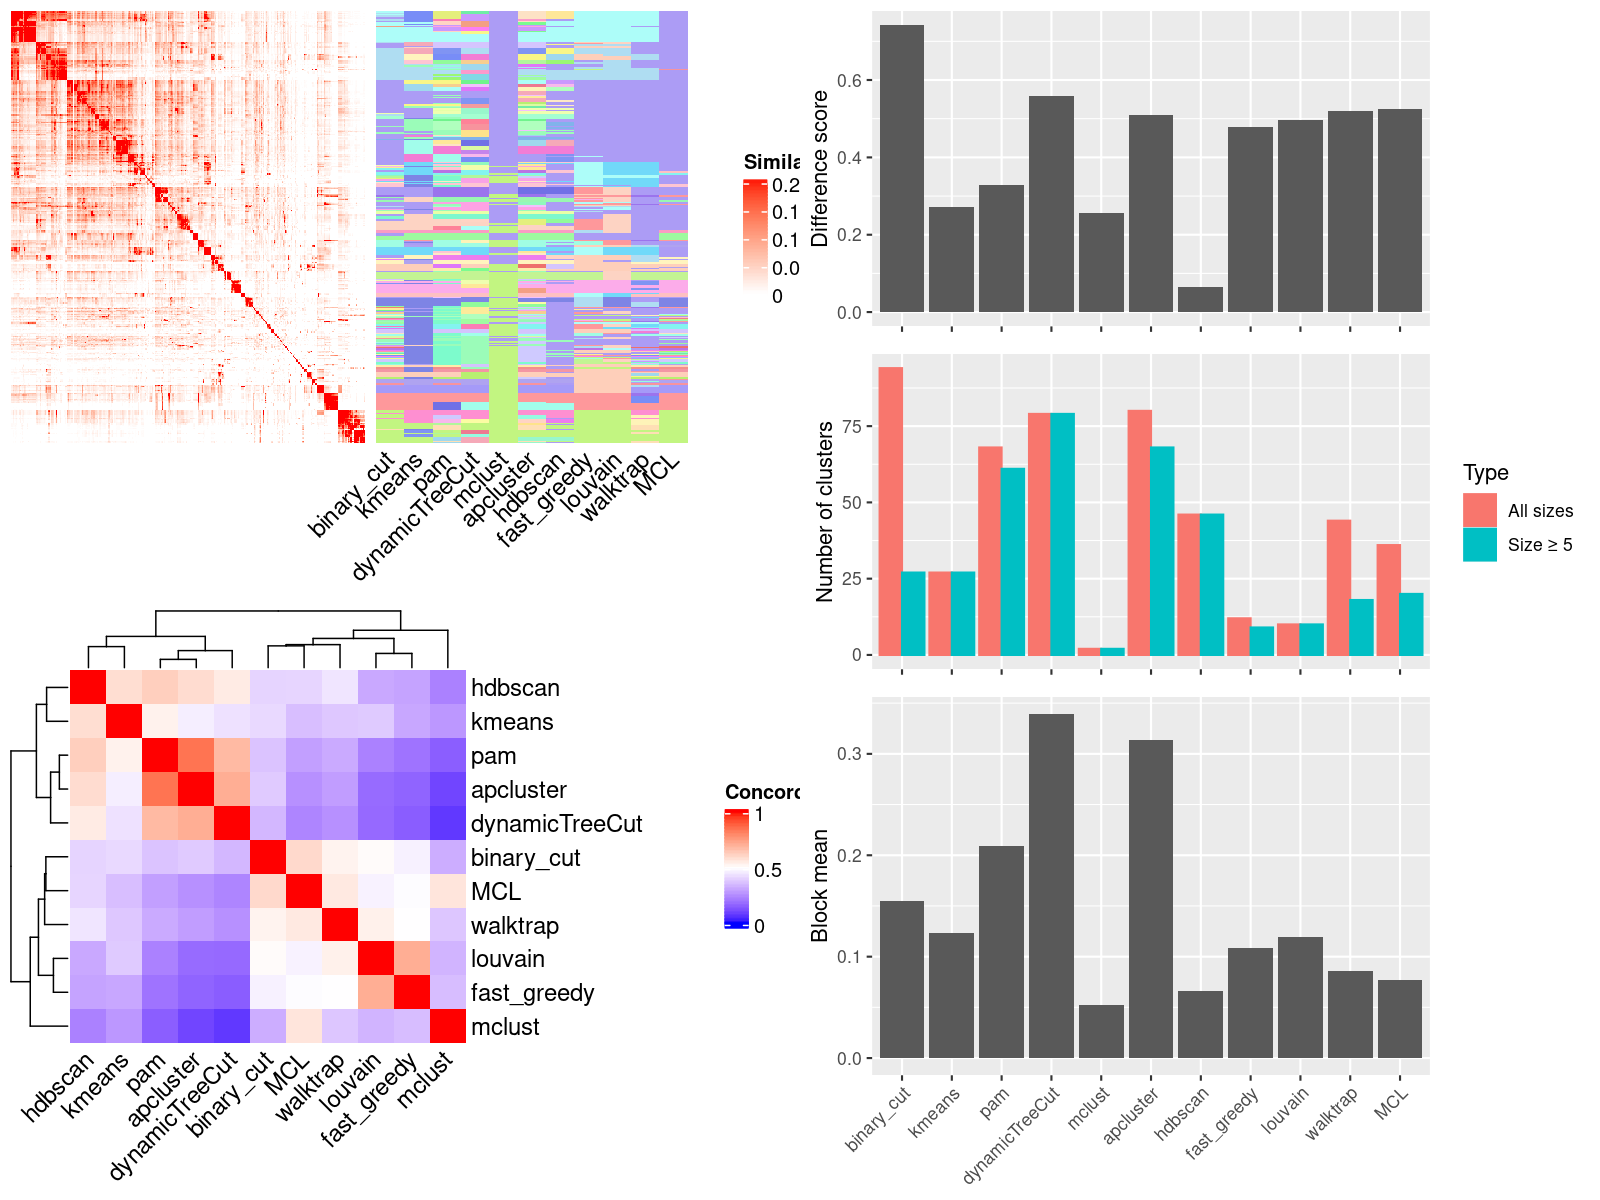 Simila
0.2
0.1
0.1
0.0
0
binary_cut
kmeans
pam
dynamicTreeCut
mclust
apcluster
hdbscan
fast_greedy
louvain
walktrap
MCL
hdbscan
kmeans
pam
apcluster
dynamicTreeCut
binary_cut
MCL
walktrap
louvain
fast_greedy
mclust
hdbscan
kmeans
pam
apcluster
dynamicTreeCut
binary_cut
MCL
walktrap
louvain
fast_greedy
mclust
Concord
1
0.5
0
Difference score
0.6
0.4
0.2
0.0
Number of clusters
75
50
25
0
Type
All sizes
Size ≥ 5
Block mean
0.3
0.2
0.1
0.0
binary_cut
kmeans
pam
dynamicTreeCut
mclust
apcluster
hdbscan
fast_greedy
louvain
walktrap
MCL